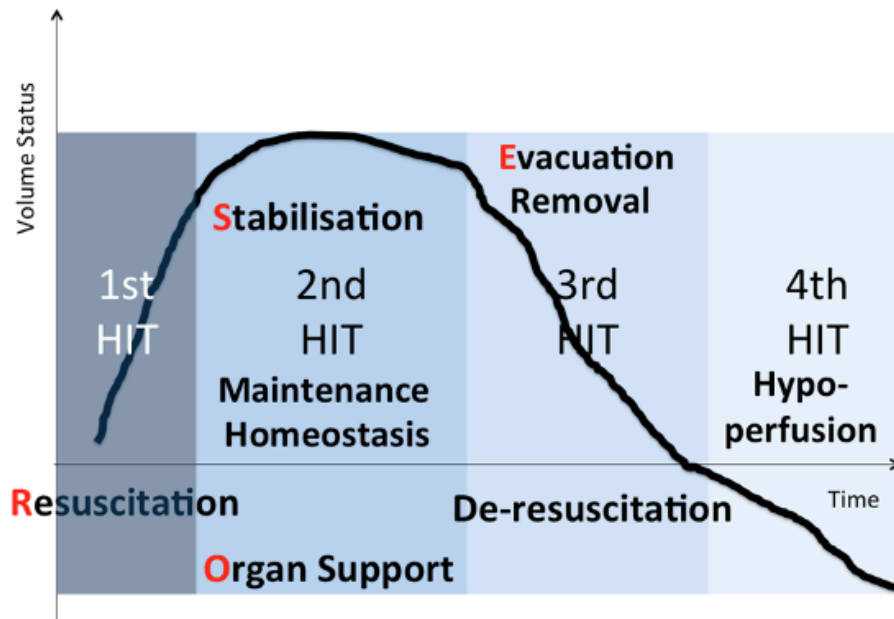 Volume Status
1st
HIT
Resuscitation
Stabilisation
2nd
HIT
Maintenance
Homeostasis
Organ Support
Evacuation
Removal
3rd
HIT
De-resuscitation
4th
HIT
Hypo-
perfusion
Time